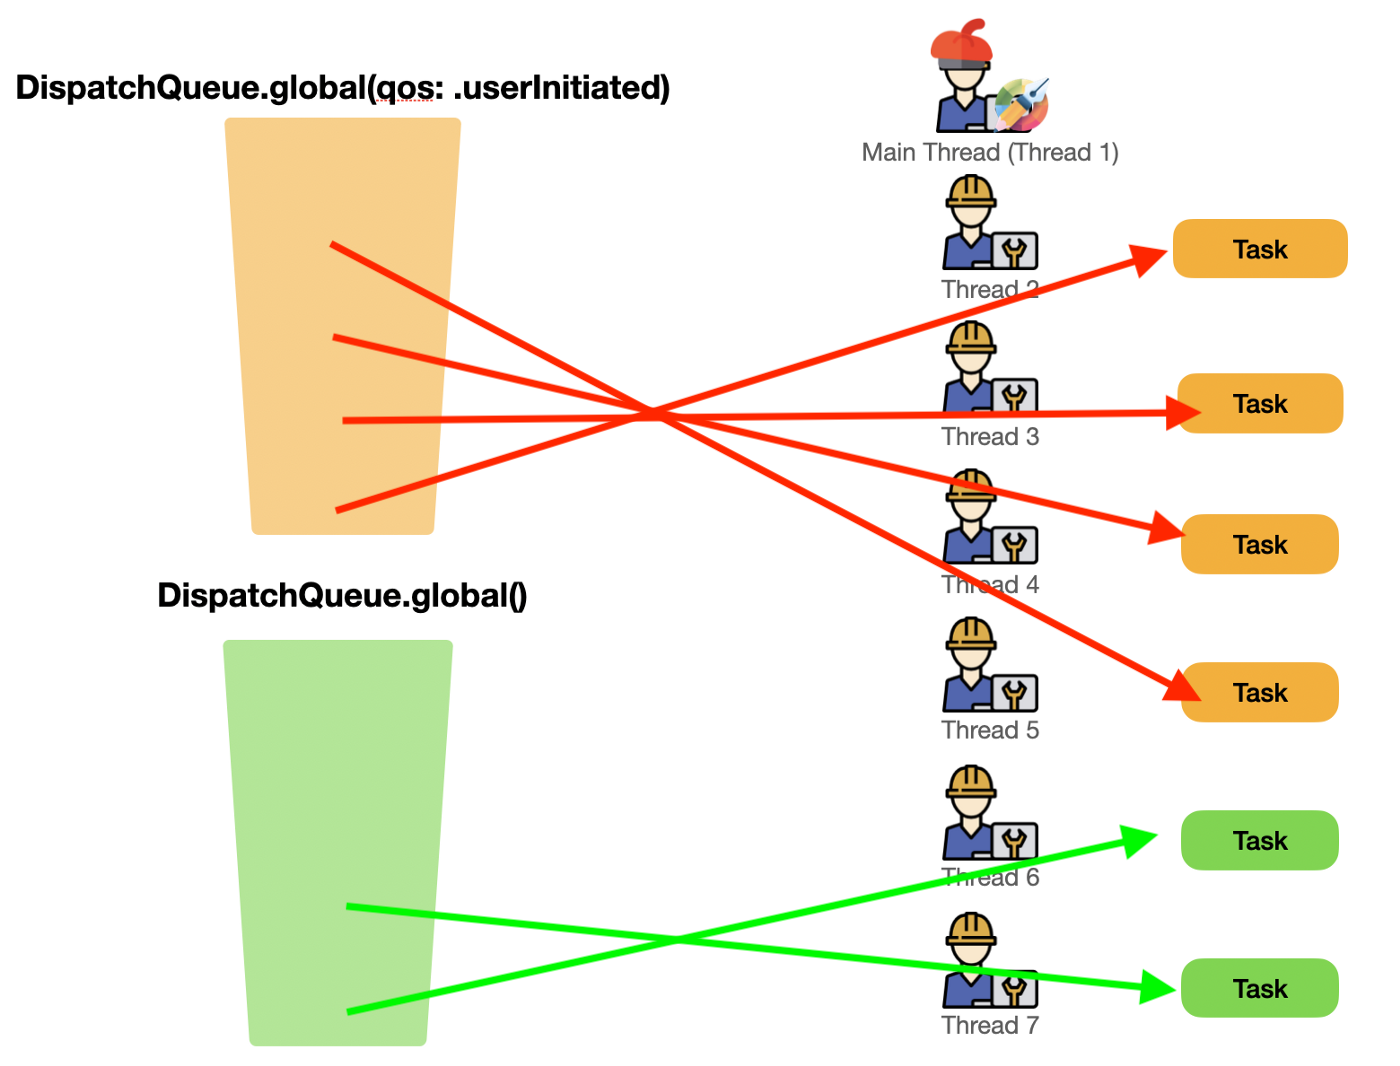 DispatchQueue.global(qos: .userInitiated)
Main Thread (Thread 1)
Thread 2
Task
Thread 3
Task
Thread 4
Task
DispatchQueue.global()
Thread 5
Task
Thread 6
Task
Thread 7
Task